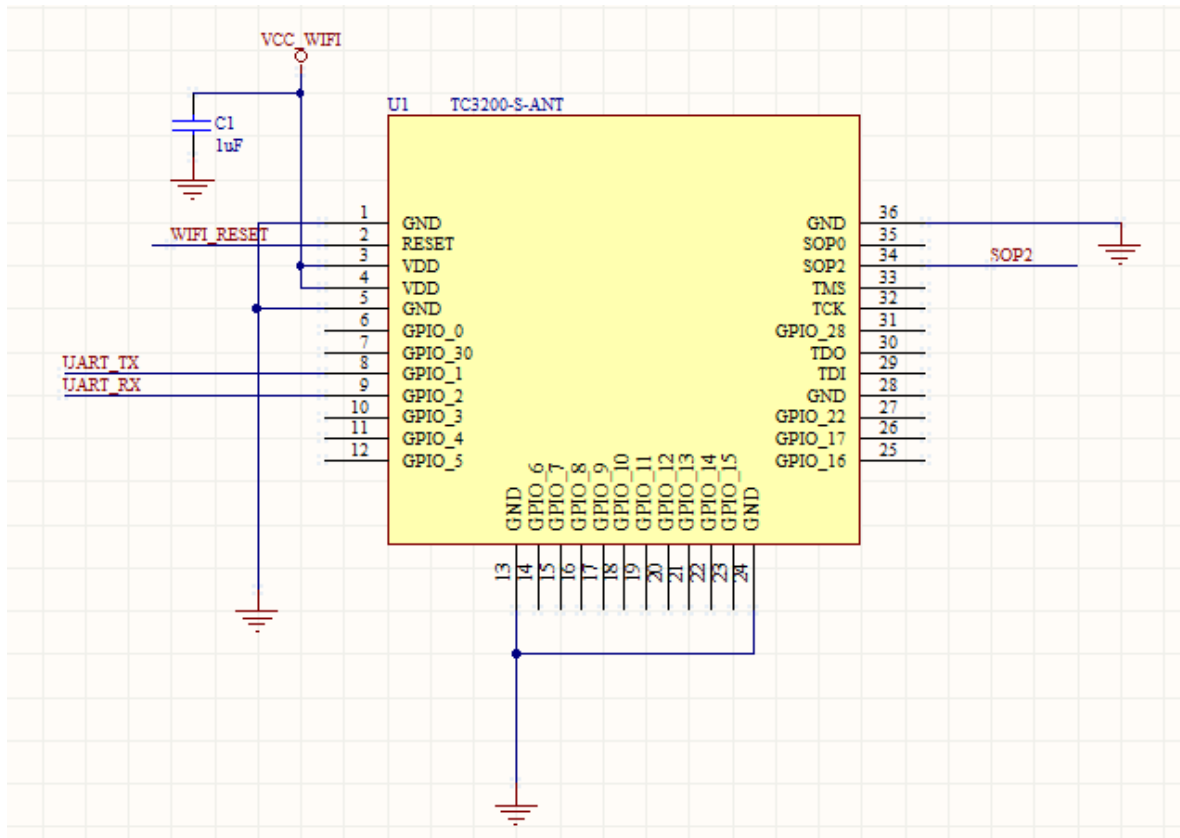 VCC_WIFI
C1
1uF
U1 TC3200-S-ANT
1 GND
WIFI_RESET 2 RESET
3 VDD
4 VDD
5 GND
6 GPIO_0
7 GPIO_30
UART_TX 8 GPIO_1
UART_RX 9 GPIO_2
10 GPIO_3
11 GPIO_4
12 GPIO_5
GND 36
SOP0 35
SOP2 34 SOP2
TMS 33
TCK 32
GPIO_28 31
TDO 30
TDI 29
GND 28
GPIO_22 27
GPIO_17 26
GPIO_16 25
GND 13
GPIO_6 14
GPIO_7 15
GPIO_8 16
GPIO_9 17
GPIO_10 18
GPIO_11 19
GPIO_12 20
GPIO_13 21
GPIO_14 22
GPIO_15 23
GND 24